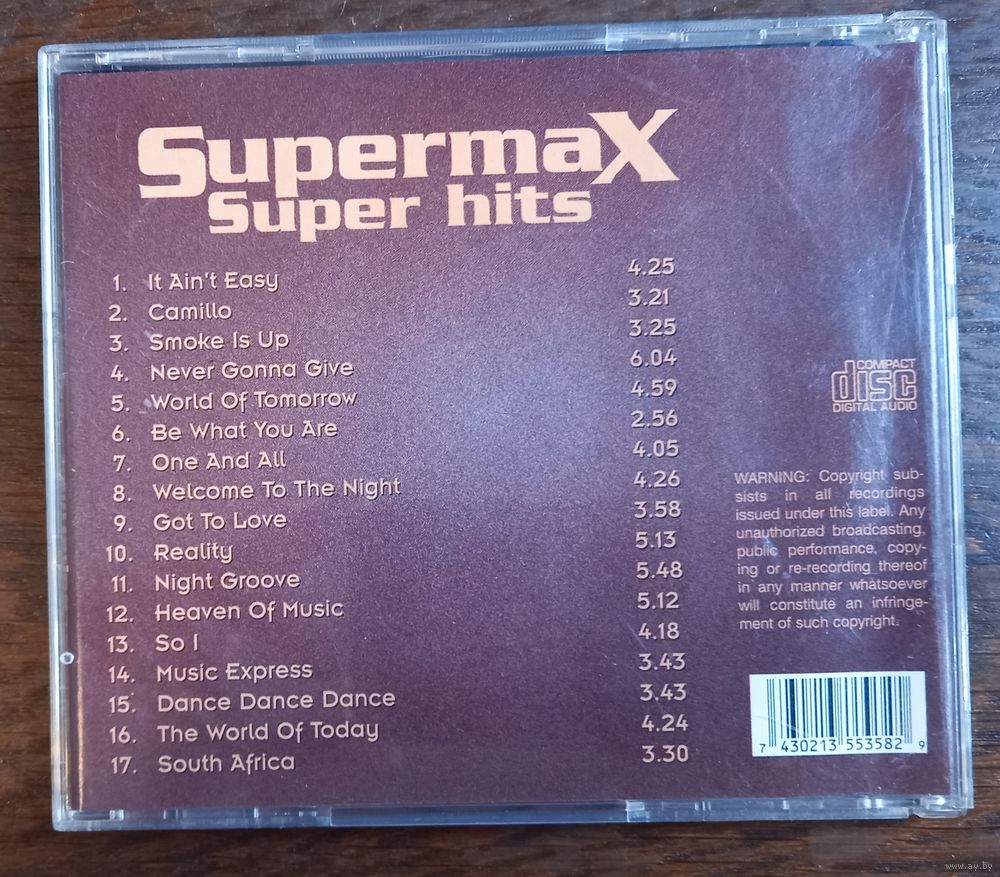 Supermax
Super hits
1. It Ain't Easy 4.25
2. Camillo 3.21
3. Smoke Is Up 3.25
4. Never Gonna Give 6.04
5. World Of Tomorrow 4.59
6. Be What You Are 2.56
7. One And All 4.05
8. Welcome To The Night 4.26
9. Got To Love 3.58
10. Reality 5.13
11. Night Groove 5.48
12. Heaven Of Music 5.12
13. So I 4.18
14. Music Express 3.43
15. Dance Dance Dance 3.43
16. The World Of Today 4.24
17. South Africa 3.30
COMPACT
disc
DIGITAL AUDIO
WARNING: Copyright sub-
sists in all recordings
issued under this label. Any
unauthorized broadcasting,
public performance, copy-
ing or re-recording thereof
in any manner whatsoever
will constitute an infringe-
ment of such copyright.
7 430213 553582 9
www.ay.by